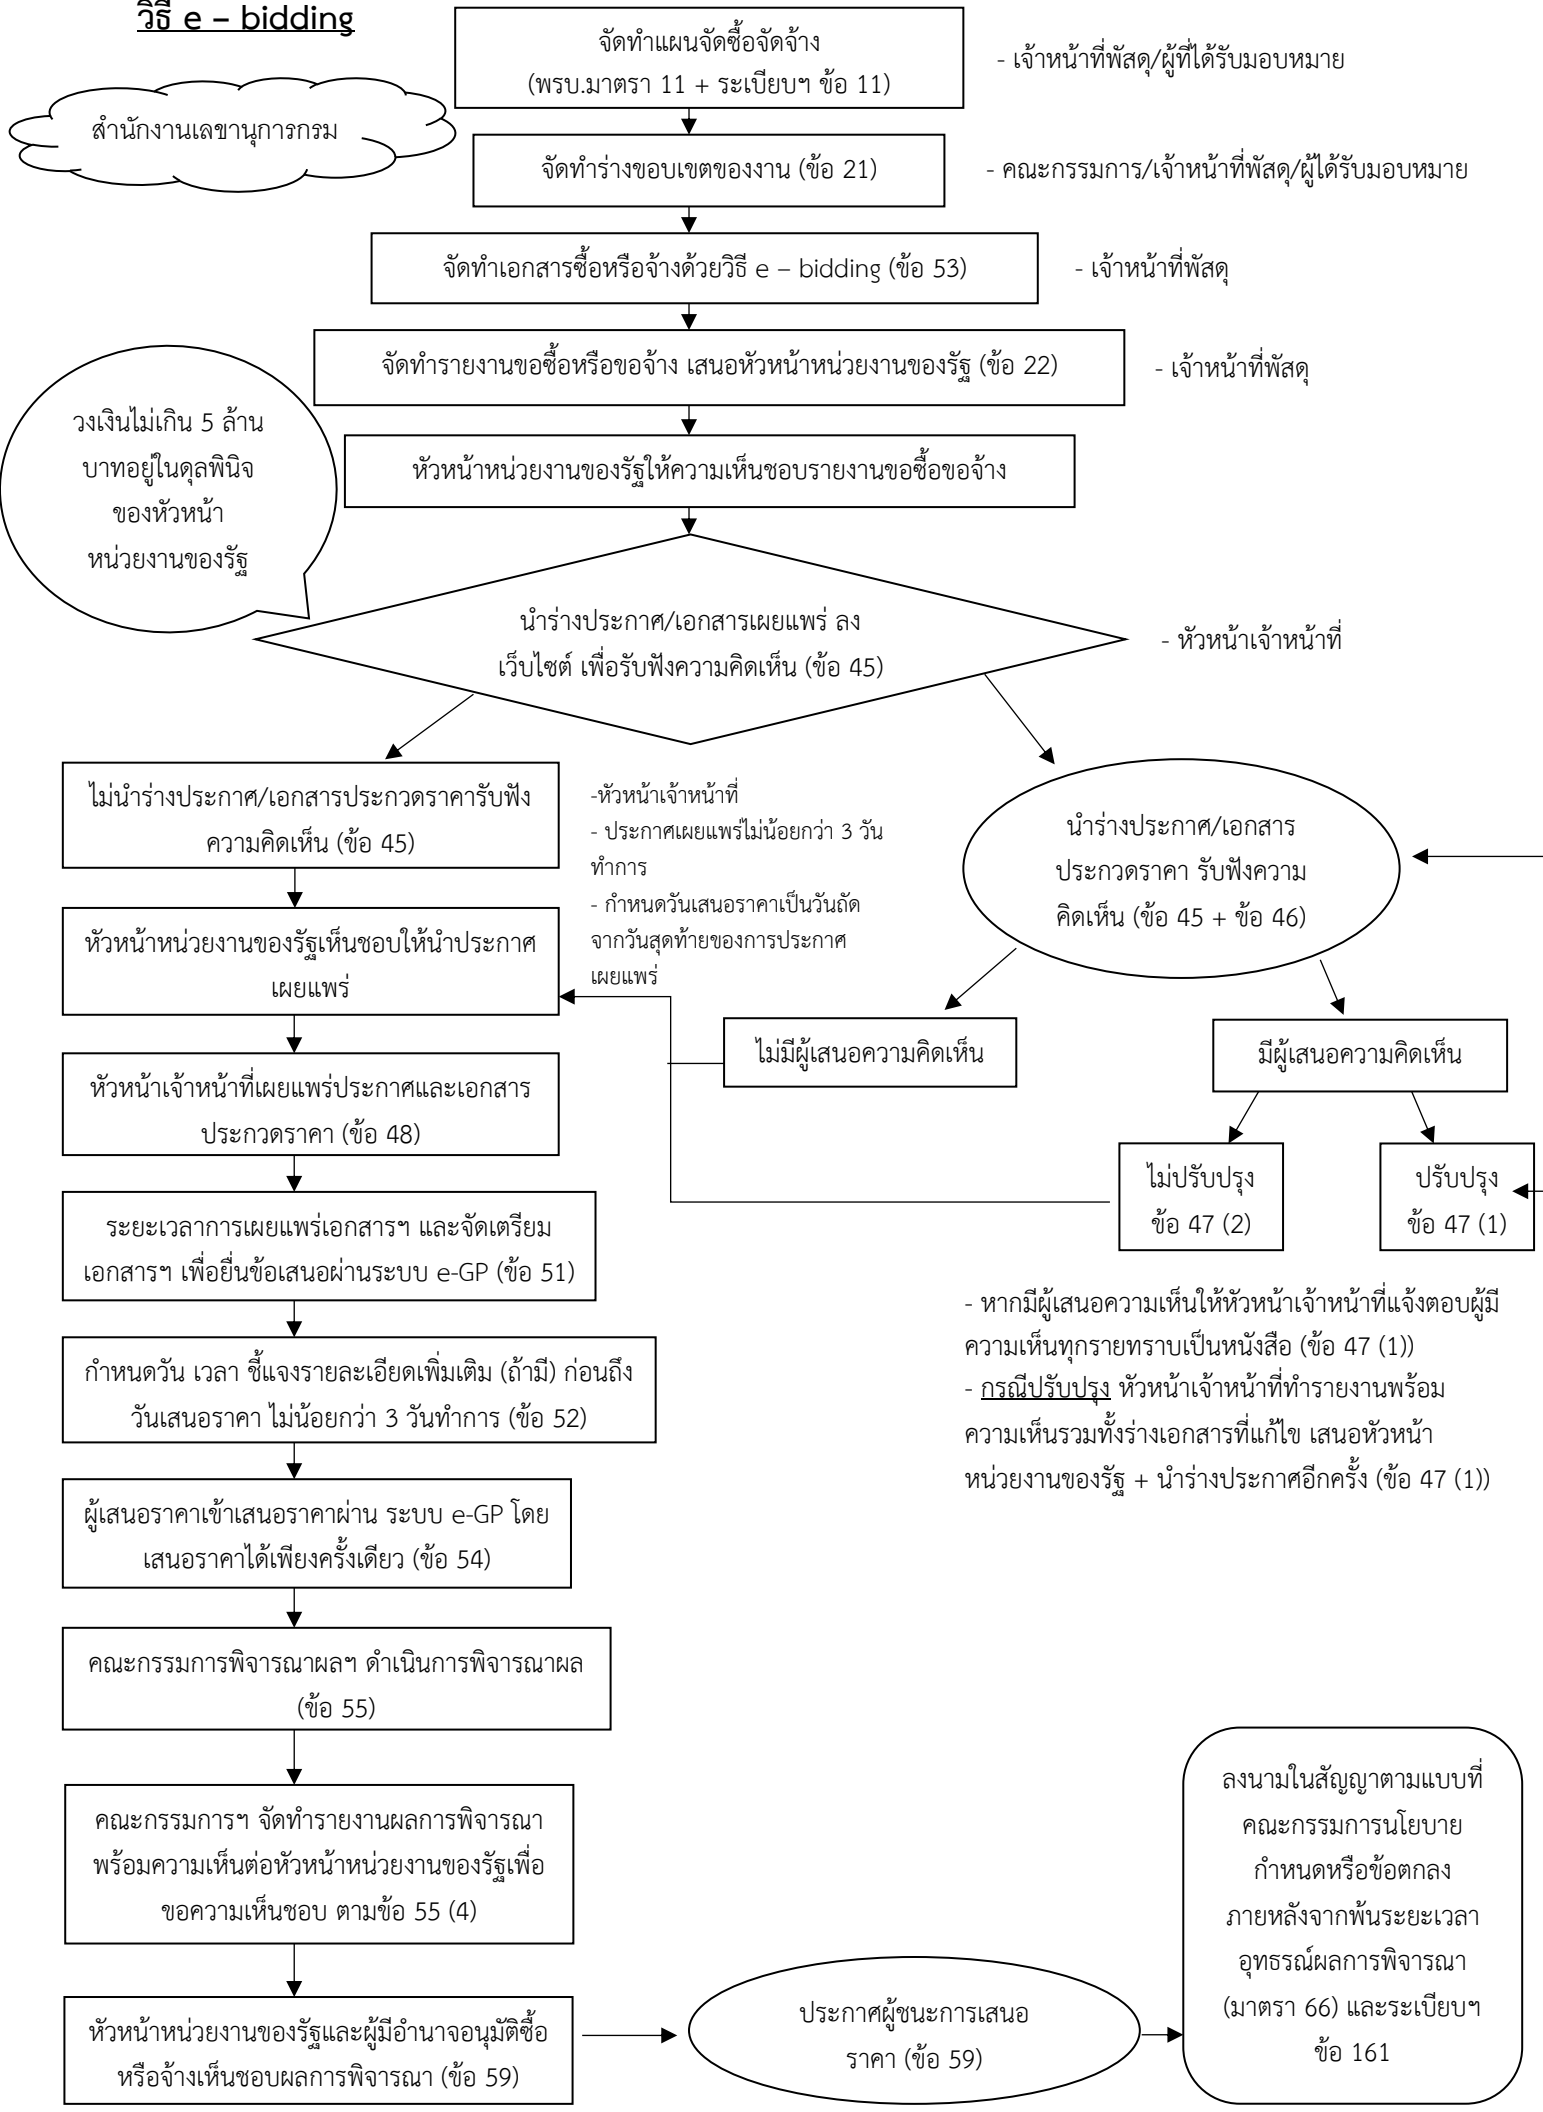 วิธี e – bidding
จัดทำแผนจัดซื้อจัดจ้าง
(พรบ.มาตรา 11 + ระเบียบฯ ข้อ 11)
- เจ้าหน้าที่พัสดุ/ผู้ที่ได้รับมอบหมาย
สำนักงานเลขานุการกรม
จัดทำร่างขอบเขตของงาน (ข้อ 21)
- คณะกรรมการ/เจ้าหน้าที่พัสดุ/ผู้ได้รับมอบหมาย
จัดทำเอกสารซื้อหรือจ้างด้วยวิธี e – bidding (ข้อ 53)
- เจ้าหน้าที่พัสดุ
จัดทำรายงานขอซื้อหรือขอจ้าง เสนอหัวหน้าหน่วยงานของรัฐ (ข้อ 22)
- เจ้าหน้าที่พัสดุ
วงเงินไม่เกิน 5 ล้าน
บาทอยู่ในดุลพินิจ
ของหัวหน้า
หน่วยงานของรัฐ
หัวหน้าหน่วยงานของรัฐให้ความเห็นชอบรายงานขอซื้อขอจ้าง
นำร่างประกาศ/เอกสารเผยแพร่ ลง
เว็บไซต์ เพื่อรับฟังความคิดเห็น (ข้อ 45)
- หัวหน้าเจ้าหน้าที่
ไม่นำร่างประกาศ/เอกสารประกวดราคารับฟัง
ความคิดเห็น (ข้อ 45)
-หัวหน้าเจ้าหน้าที่
- ประกาศเผยแพร่ไม่น้อยกว่า 3 วัน
ทำการ
- กำหนดวันเสนอราคาเป็นวันถัด
จากวันสุดท้ายของการประกาศ
เผยแพร่
นำร่างประกาศ/เอกสาร
ประกวดราคา รับฟังความ
คิดเห็น (ข้อ 45 + ข้อ 46)
หัวหน้าหน่วยงานของรัฐเห็นชอบให้นำประกาศ
เผยแพร่
ไม่มีผู้เสนอความคิดเห็น
มีผู้เสนอความคิดเห็น
หัวหน้าเจ้าหน้าที่เผยแพร่ประกาศและเอกสาร
ประกวดราคา (ข้อ 48)
ไม่ปรับปรุง
ข้อ 47 (2)
ปรับปรุง
ข้อ 47 (1)
ระยะเวลาการเผยแพร่เอกสารฯ และจัดเตรียม
เอกสารฯ เพื่อยื่นข้อเสนอผ่านระบบ e-GP (ข้อ 51)
- หากมีผู้เสนอความเห็นให้หัวหน้าเจ้าหน้าที่แจ้งตอบผู้มี
ความเห็นทุกรายทราบเป็นหนังสือ (ข้อ 47 (1))
- กรณีปรับปรุง หัวหน้าเจ้าหน้าที่ทำรายงานพร้อม
ความเห็นรวมทั้งร่างเอกสารที่แก้ไข เสนอหัวหน้า
หน่วยงานของรัฐ + นำร่างประกาศอีกครั้ง (ข้อ 47 (1))
กำหนดวัน เวลา ชี้แจงรายละเอียดเพิ่มเติม (ถ้ามี) ก่อนถึง
วันเสนอราคา ไม่น้อยกว่า 3 วันทำการ (ข้อ 52)
ผู้เสนอราคาเข้าเสนอราคาผ่าน ระบบ e-GP โดย
เสนอราคาได้เพียงครั้งเดียว (ข้อ 54)
คณะกรรมการพิจารณาผลฯ ดำเนินการพิจารณาผล
(ข้อ 55)
คณะกรรมการฯ จัดทำรายงานผลการพิจารณา
พร้อมความเห็นต่อหัวหน้าหน่วยงานของรัฐเพื่อ
ขอความเห็นชอบ ตามข้อ 55 (4)
หัวหน้าหน่วยงานของรัฐและผู้มีอำนาจอนุมัติซื้อ
หรือจ้างเห็นชอบผลการพิจารณา (ข้อ 59)
ประกาศผู้ชนะการเสนอ
ราคา (ข้อ 59)
ลงนามในสัญญาตามแบบที่
คณะกรรมการนโยบาย
กำหนดหรือข้อตกลง
ภายหลังจากพ้นระยะเวลา
อุทธรณ์ผลการพิจารณา
(มาตรา 66) และระเบียบฯ
ข้อ 161